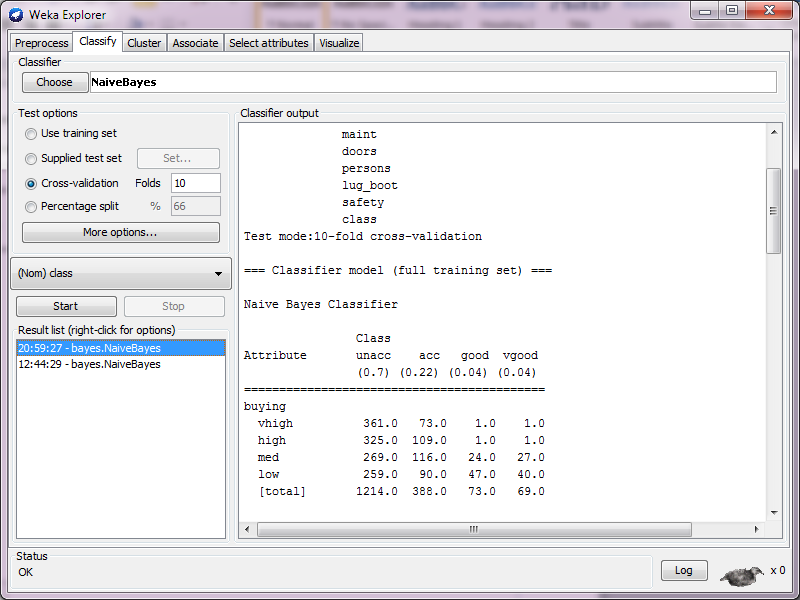 Weka Explorer
Preprocess Classify Cluster Associate Select attributes Visualize
Classifier
Choose NaiveBayes
Test options
Use training set
Supplied test set Set...
Cross-validation Folds 10
Percentage split % 66
More options...
(Nom) class
Start Stop
Result list (right-click for options)
20:59:27 - bayes.NaiveBayes
12:44:29 - bayes.NaiveBayes
Classifier output
maint
doors
persons
lug_boot
safety
class
Test mode:10-fold cross-validation
=== Classifier model (full training set) ===
Naive Bayes Classifier
Class
Attribute unacc acc good vgood
(0.7) (0.22) (0.04) (0.04)
===========================================
buying
vhigh 361.0 73.0 1.0 1.0
high 325.0 109.0 1.0 1.0
med 269.0 116.0 24.0 27.0
low 259.0 90.0 47.0 40.0
[total] 1214.0 388.0 73.0 69.0
Status
OK
Log x 0